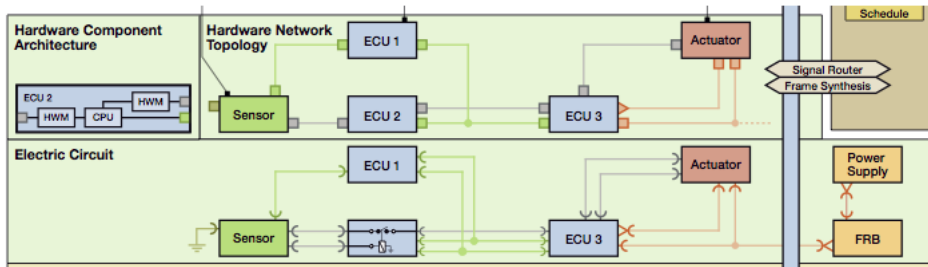 Hardware Component
Architecture
ECU 2
HWM
CPU
HWM
Hardware Network
Topology
ECU 1
Sensor
ECU 2
ECU 3
Actuator
Schedule
Signal Router
Frame Synthesis
Electric Circuit
ECU 1
Sensor
ECU 3
Actuator
Power
Supply
FRB